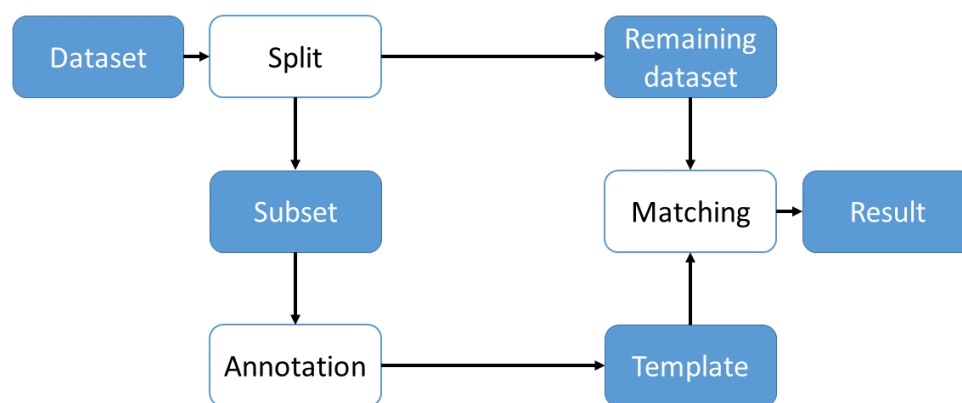 Dataset
Split
Remaining
dataset
Subset
Matching
Result
Annotation
Template